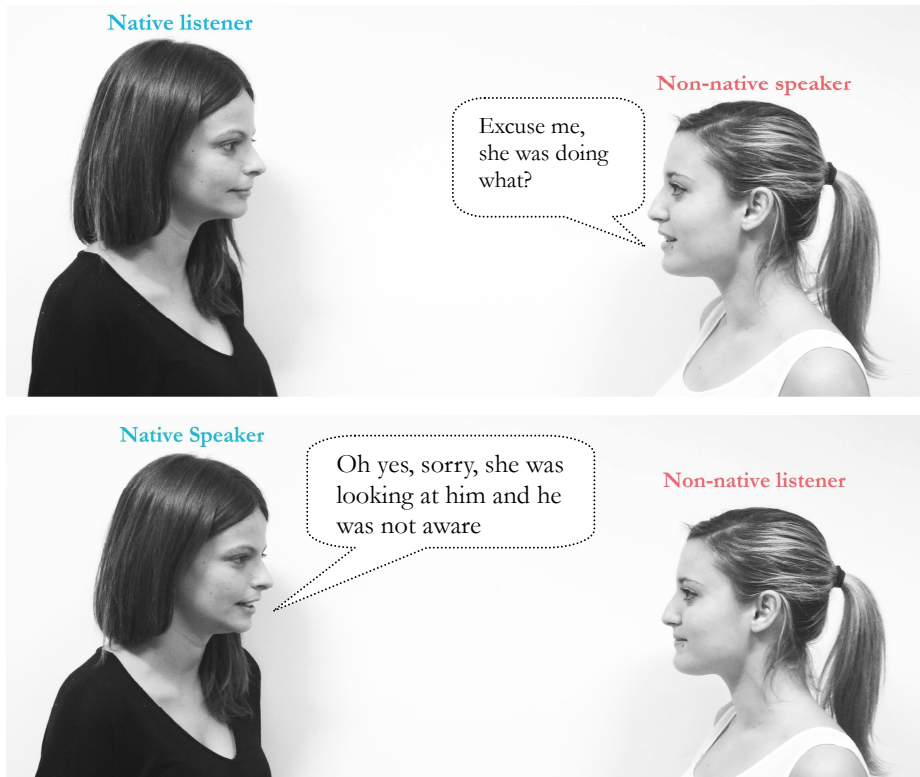 Native listener
Non-native speaker
Excuse me,
she was doing
what?
Native Speaker
Oh yes, sorry, she was
looking at him and he
was not aware
Non-native listener